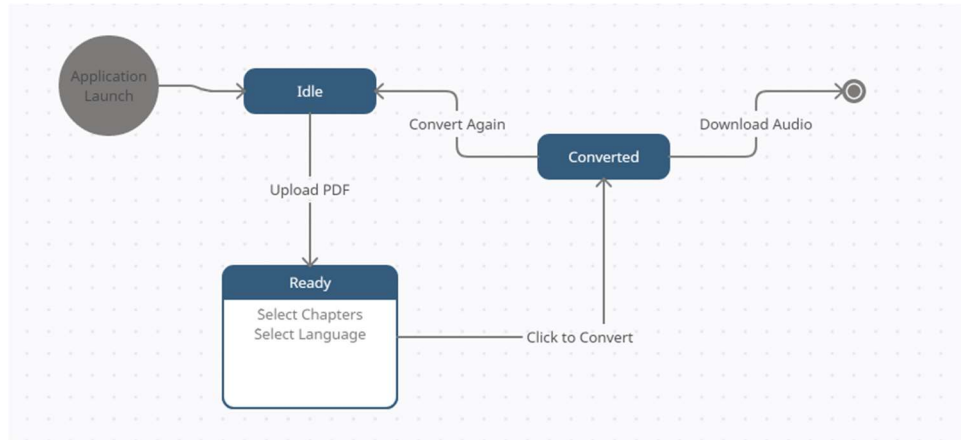 Application
Launch
Idle
Convert Again
Download Audio
Converted
Upload PDF
Ready
Select Chapters
Select Language
Click to Convert